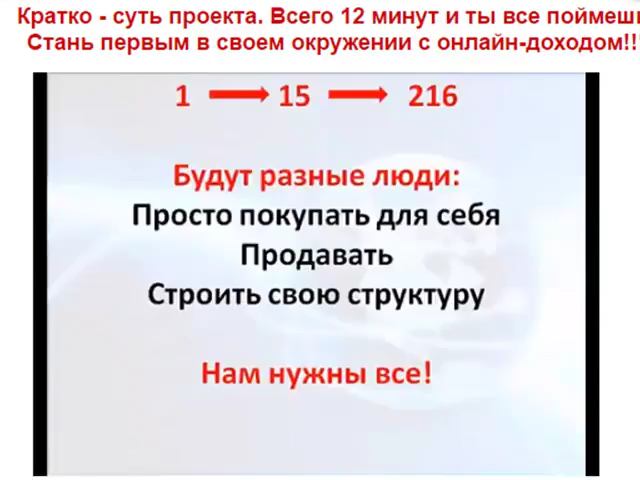 Кратко - суть проекта. Всего 12 минут и ты все поймешь
Стань первым в своем окружении с онлайн-доходом!!!
1 → 15 → 216
Будут разные люди:
Просто покупать для себя
Продавать
Строить свою структуру
Нам нужны все!